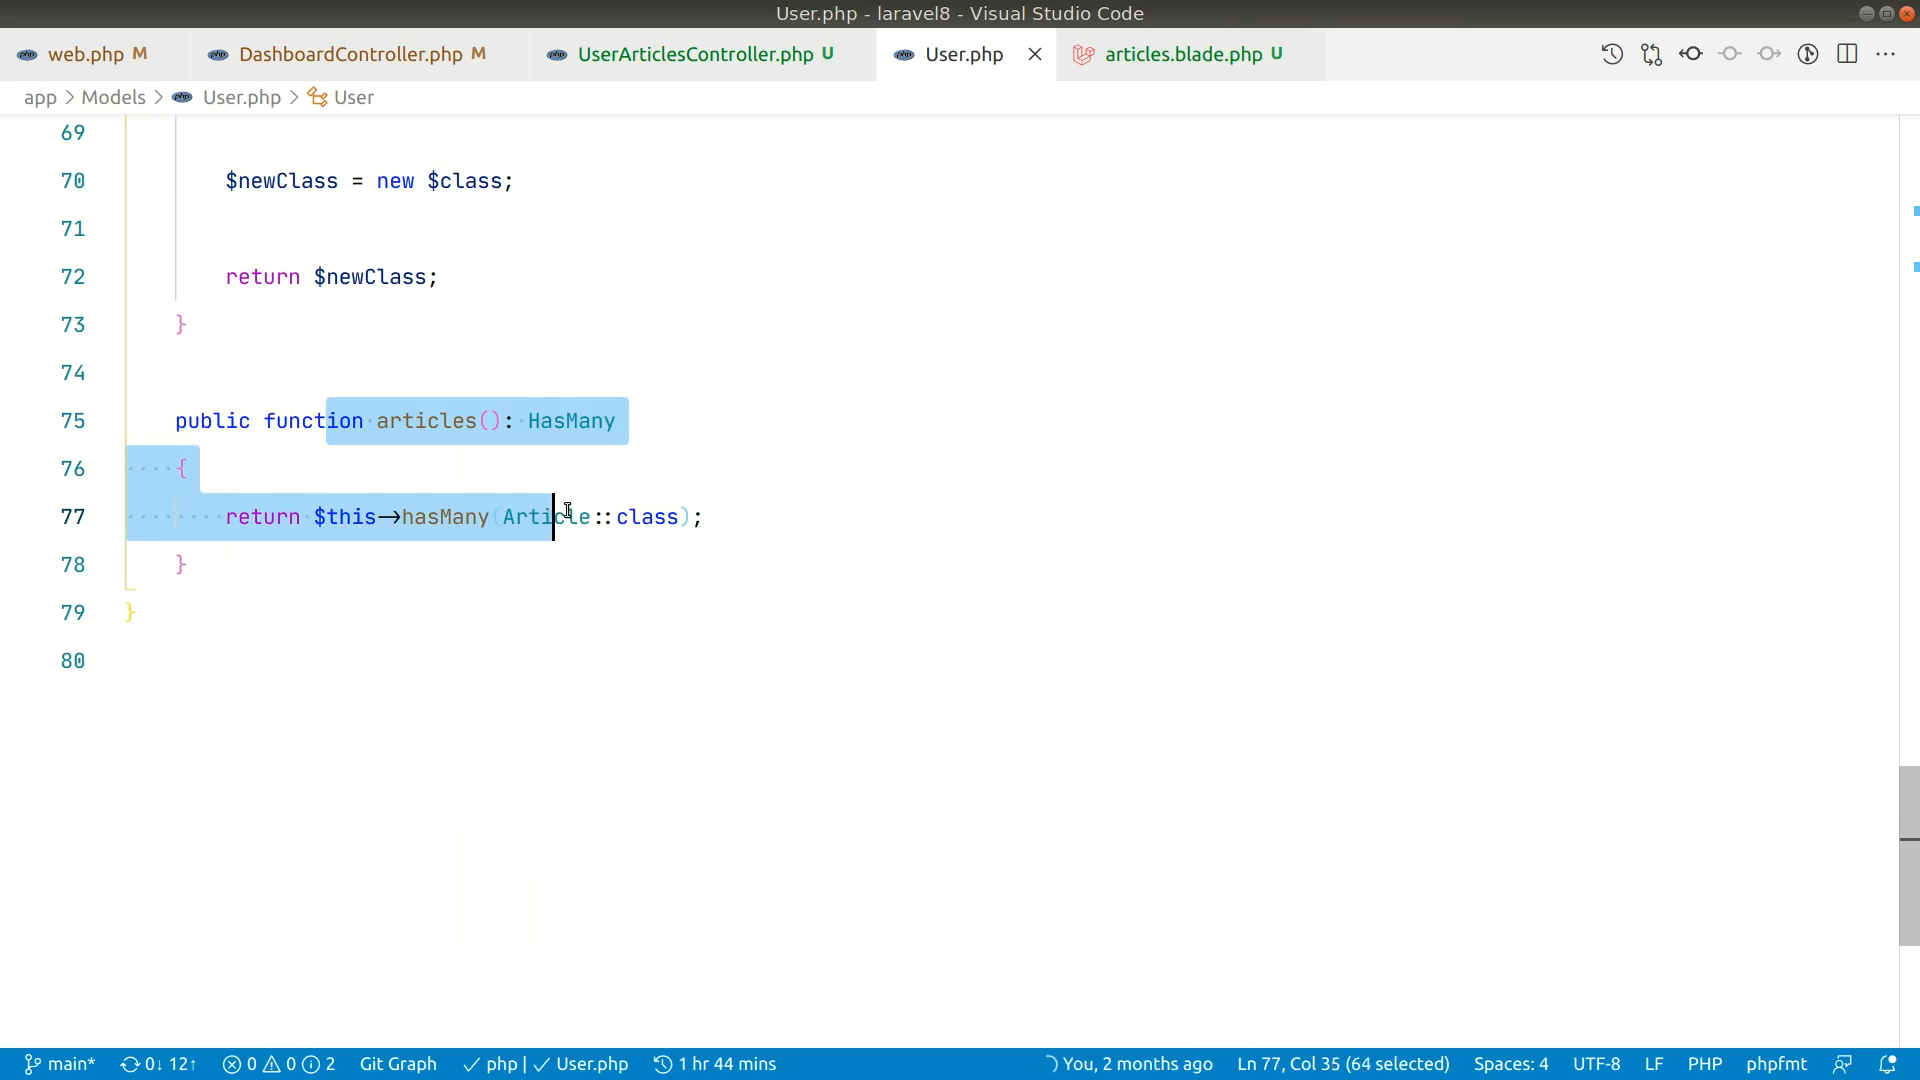 User.php - laravel8 - Visual Studio Code
web.php M DashboardController.php M UserArticlesController.php U User.php articles.blade.php U
app > Models > User.php > User
69
70 $newClass = new $class;
71
72 return $newClass;
73 }
74
75 public function articles(): HasMany
76 {
77 return $this->hasMany(Article::class);
78 }
79 }
80
main* 0↓ 12↑ 0 0 2 Git Graph ✓ php | ✓ User.php 1 hr 44 mins You, 2 months ago Ln 77, Col 35 (64 selected) Spaces: 4 UTF-8 LF PHP phpfmt